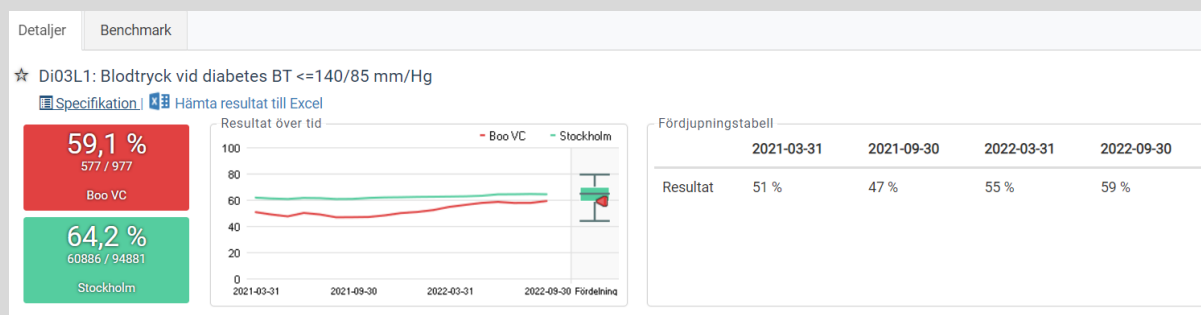 Detaljer
Benchmark
☆ Di03L1: Blodtryck vid diabetes BT <=140/85 mm/Hg
Specifikation | Hämta resultat till Excel
59,1 %
577 / 977
Boo VC
64,2 %
60886 / 94881
Stockholm
Resultat över tid
Boo VC
Stockholm
100
80
60
40
20
0
2021-03-31
2021-09-30
2022-03-31
2022-09-30
Fördelning
Fördjupningstabell
2021-03-31 2021-09-30 2022-03-31 2022-09-30
Resultat 51 % 47 % 55 % 59 %